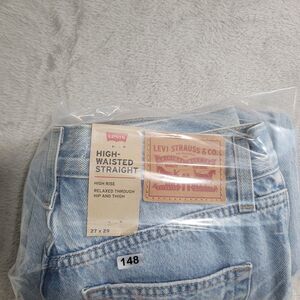 Levi's
HIGH-
WAISTED
STRAIGHT
HIGH RISE
RELAXED THROUGH
HIP AND THIGH
27 x 29
148
LEVI STRAUSS & CO.